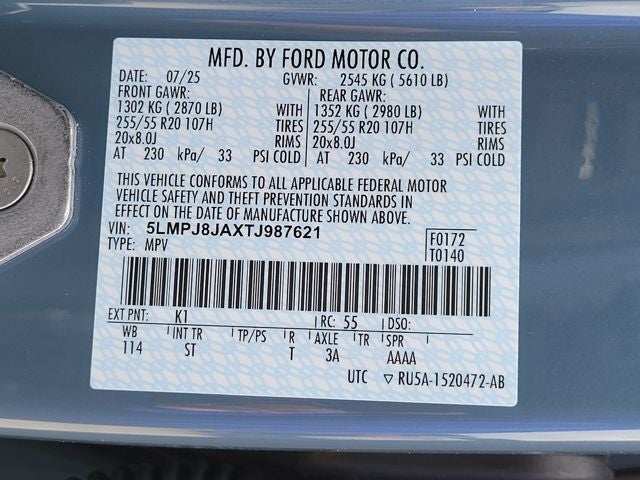 MFD. BY FORD MOTOR CO.
DATE: 07/25 GVWR: 2545 KG ( 5610 LB)
FRONT GAWR: REAR GAWR:
1302 KG ( 2870 LB) WITH 1352 KG ( 2980 LB) WITH
255/55 R20 107H TIRES 255/55 R20 107H TIRES
20x8.0J RIMS 20x8.0J RIMS
AT 230 kPa/ 33 PSI COLD AT 230 kPa/ 33 PSI COLD
THIS VEHICLE CONFORMS TO ALL APPLICABLE FEDERAL MOTOR
VEHICLE SAFETY AND THEFT PREVENTION STANDARDS IN
EFFECT ON THE DATE OF MANUFACTURE SHOWN ABOVE.
VIN: 5LMPJ8JAXTJ987621 F0172
TYPE: MPV T0140
EXT PNT: K1 RC: 55 DSO:
WB INT TR TP/PS R AXLE TR SPR
114 ST T 3A AAAA
UTC ▽ RU5A-1520472-AB